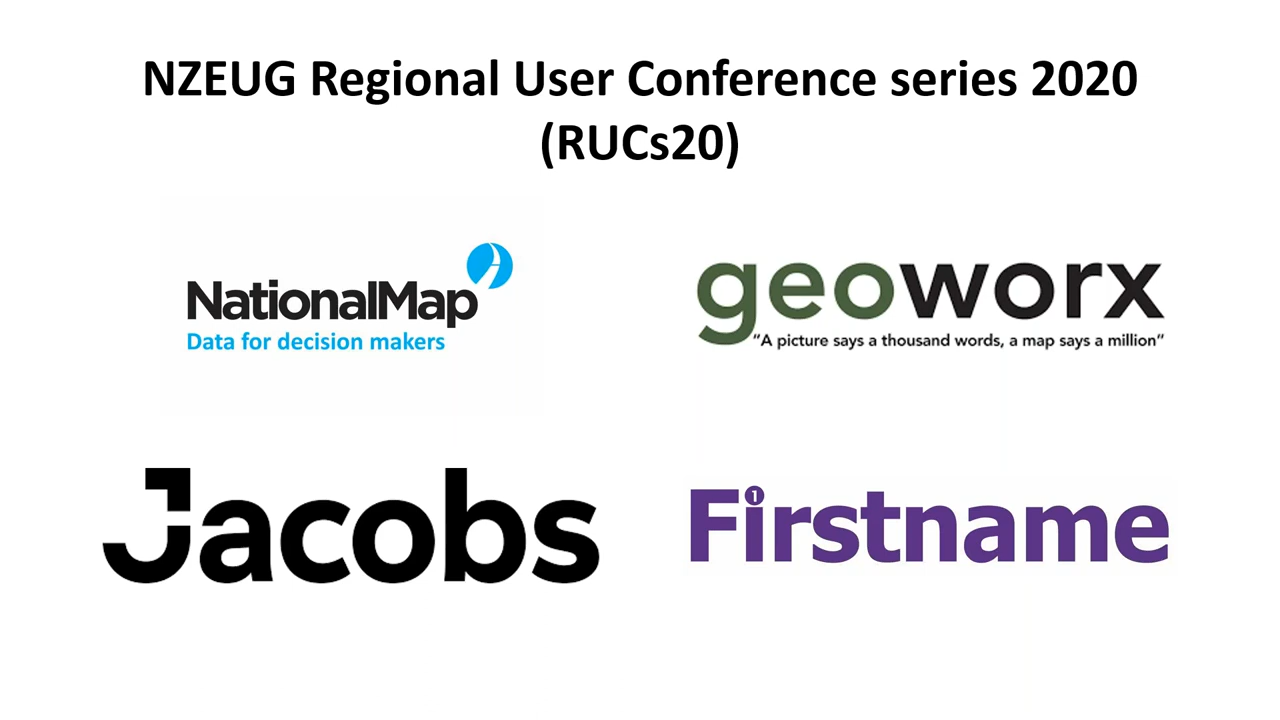 NZEUG Regional User Conference series 2020
(RUCs20)
NationalMap
Data for decision makers
geoworx
“A picture says a thousand words, a map says a million”
Jacobs
1
Firstname